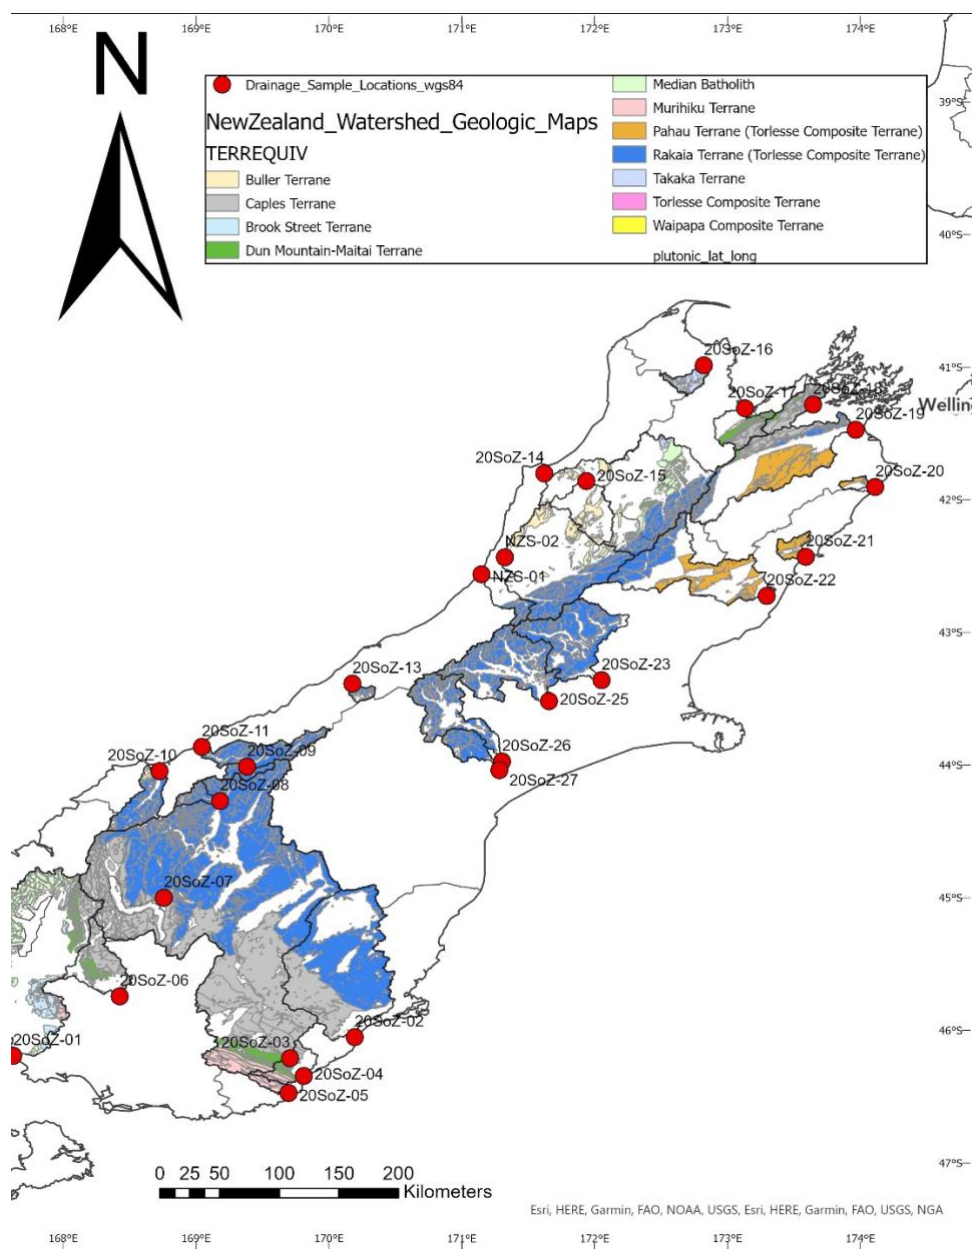 168°E 169°E 170°E 171°E 172°E 173°E 174°E
N
39°S
40°S
41°S
42°S
43°S
44°S
45°S
46°S
47°S
Drainage_Sample_Locations_wgs84
NewZealand_Watershed_Geologic_Maps
TERREQUIV
Buller Terrane
Caples Terrane
Brook Street Terrane
Dun Mountain-Maitai Terrane
Median Batholith
Murihiku Terrane
Pahau Terrane (Torlesse Composite Terrane)
Rakaia Terrane (Torlesse Composite Terrane)
Takaka Terrane
Torlesse Composite Terrane
Waipapa Composite Terrane
plutonic_lat_long
20SoZ-16
20SoZ-17
20SoZ-18
Welling
20SoZ-19
20SoZ-14
20SoZ-15
20SoZ-20
NZS-02
20SoZ-21
NZS-01
20SoZ-22
20SoZ-13
20SoZ-23
20SoZ-25
20SoZ-11
20SoZ-09
20SoZ-26
20SoZ-10
20SoZ-27
20SoZ-08
20SoZ-07
20SoZ-06
20SoZ-02
20SoZ-01
20SoZ-03
20SoZ-04
20SoZ-05
0 25 50 100 150 200
Kilometers
Esri, HERE, Garmin, FAO, NOAA, USGS, Esri, HERE, Garmin, FAO, USGS, NGA
168°E 169°E 170°E 171°E 172°E 173°E 174°E